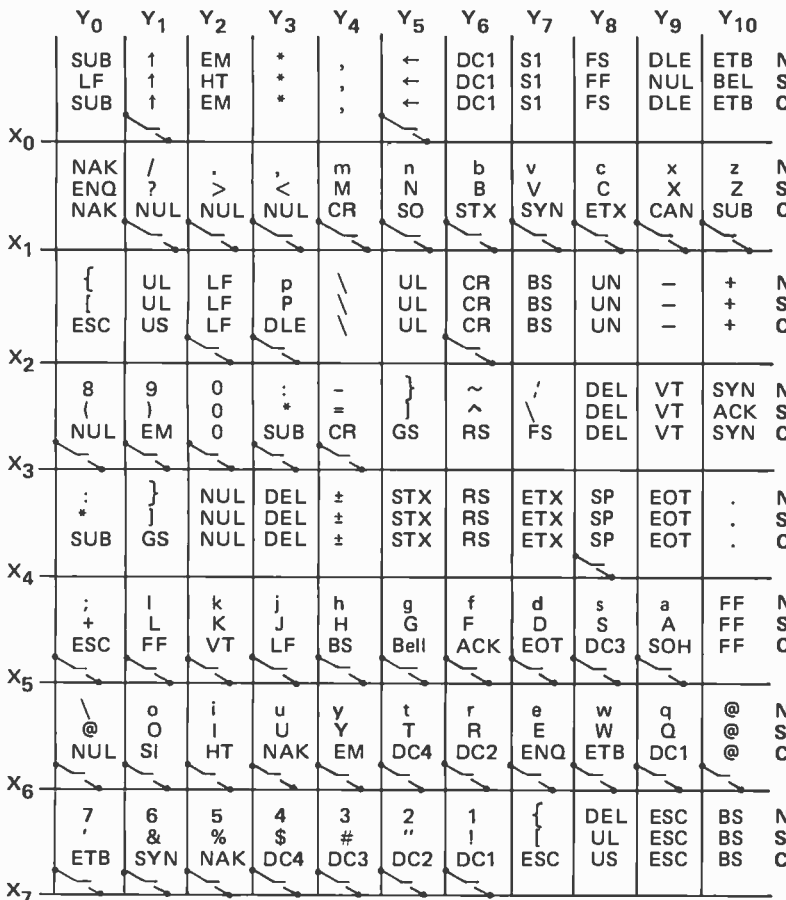 Y0 Y1 Y2 Y3 Y4 Y5 Y6 Y7 Y8 Y9 Y10
SUB ↑ EM * , ← DC1 S1 FS DLE ETB N
LF ↑ HT * , ← DC1 S1 FF NUL BEL S
SUB ↑ EM * , ← DC1 S1 FS DLE ETB C
X0
NAK / . , m n b v c x z N
ENQ ? > < M N B V C X Z S
NAK NUL NUL NUL CR SO STX SYN ETX CAN SUB C
X1
{ UL LF p \ UL CR BS UN – + N
[ UL LF P \ UL CR BS UN – + S
ESC US LF DLE \ UL CR BS UN – + C
X2
8 9 0 : – } ~ / DEL VT SYN N
( ) 0 * = ] ^ \ DEL VT ACK S
NUL EM 0 SUB CR GS RS FS DEL VT SYN C
X3
: } NUL DEL ± STX RS ETX SP EOT . N
* ] NUL DEL ± STX RS ETX SP EOT . S
SUB GS NUL DEL ± STX RS ETX SP EOT . C
X4
; l k j h g f d s a FF N
+ L K J H G F D S A FF S
ESC FF VT LF BS Bell ACK EOT DC3 SOH FF C
X5
\ o i u y t r e w q @ N
@ O I U Y T R E W Q @ S
NUL SI HT NAK EM DC4 DC2 ENQ ETB DC1 @ C
X6
7 6 5 4 3 2 1 { DEL ESC BS N
' & % $ # " ! [ UL ESC BS S
ETB SYN NAK DC4 DC3 DC2 DC1 ESC US ESC BS C
X7